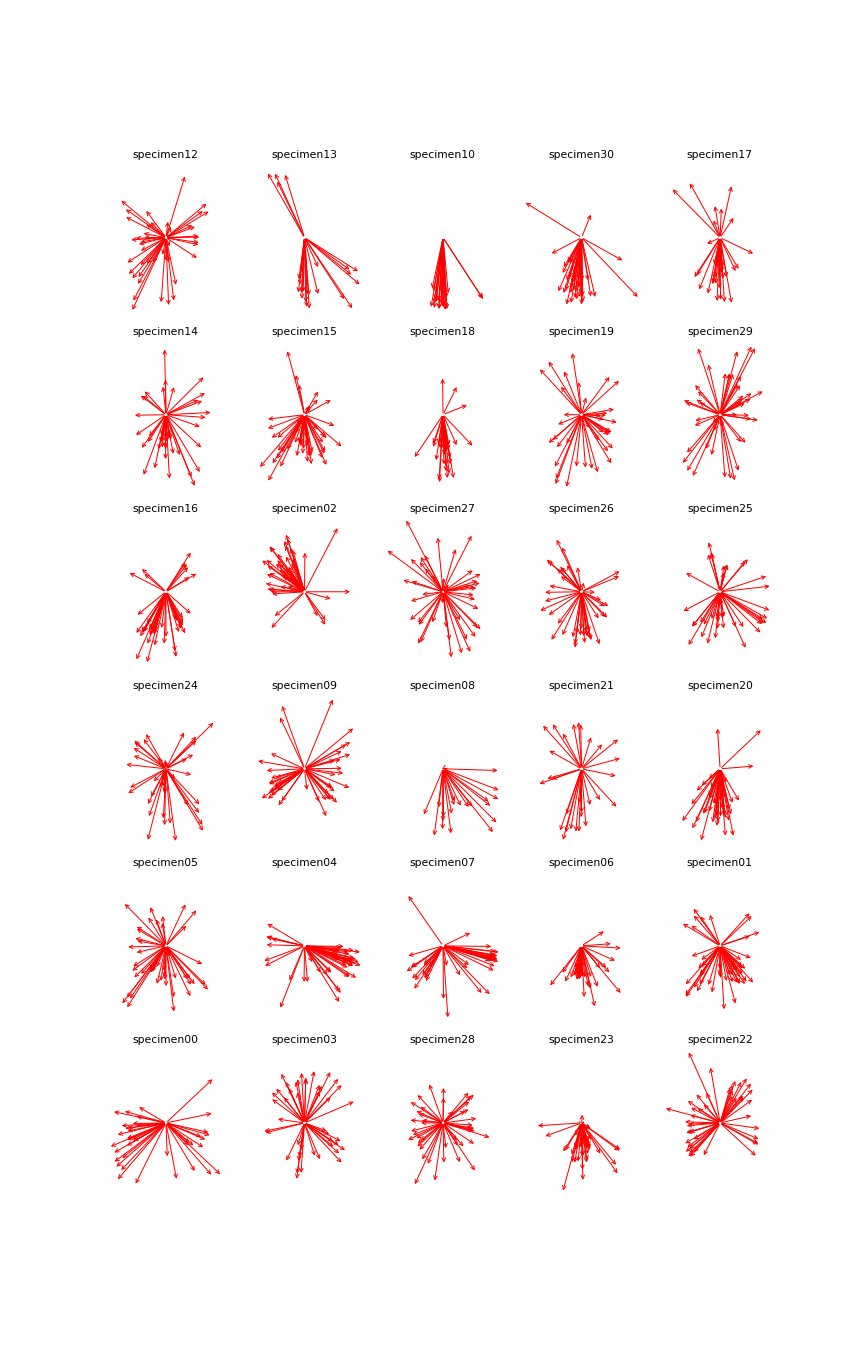 specimen12 specimen13 specimen10 specimen30 specimen17
specimen14 specimen15 specimen18 specimen19 specimen29
specimen16 specimen02 specimen27 specimen26 specimen25
specimen24 specimen09 specimen08 specimen21 specimen20
specimen05 specimen04 specimen07 specimen06 specimen01
specimen00 specimen03 specimen28 specimen23 specimen22